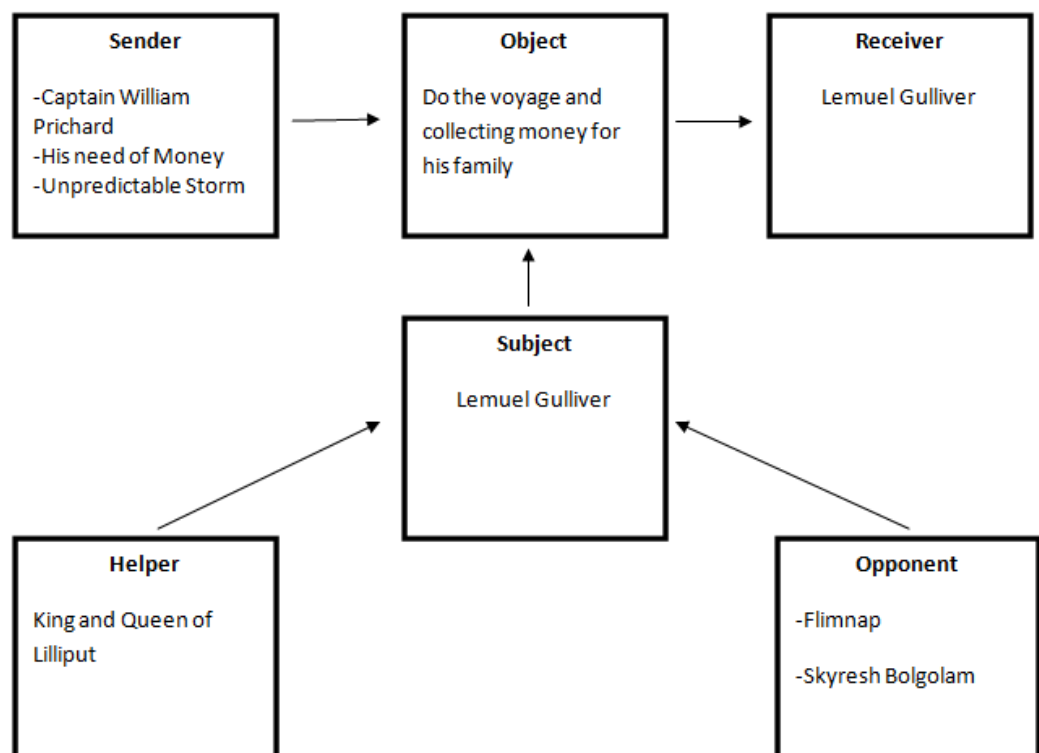 Sender
-Captain William
Prichard
-His need of Money
-Unpredictable Storm
Object
Do the voyage and
collecting money for
his family
Receiver
Lemuel Gulliver
Subject
Lemuel Gulliver
Helper
King and Queen of
Lilliput
Opponent
-Flimnap
-Skyresh Bolgolam